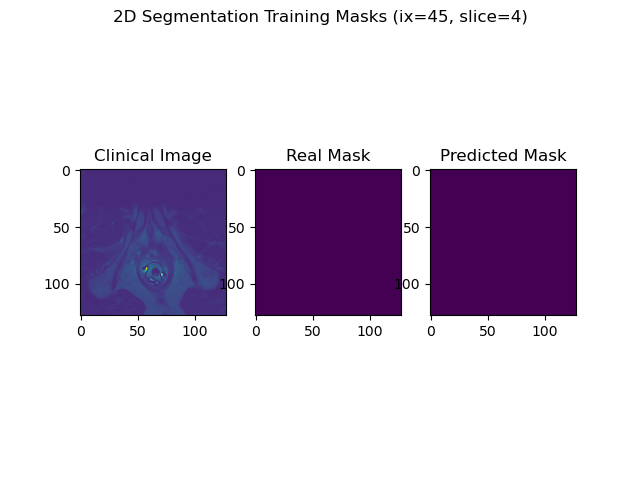 2D Segmentation Training Masks (ix=45, slice=4)
Clinical Image Real Mask Predicted Mask
0 0 0
50 50 50
100 100 100
0 50 100 0 50 100 0 50 100